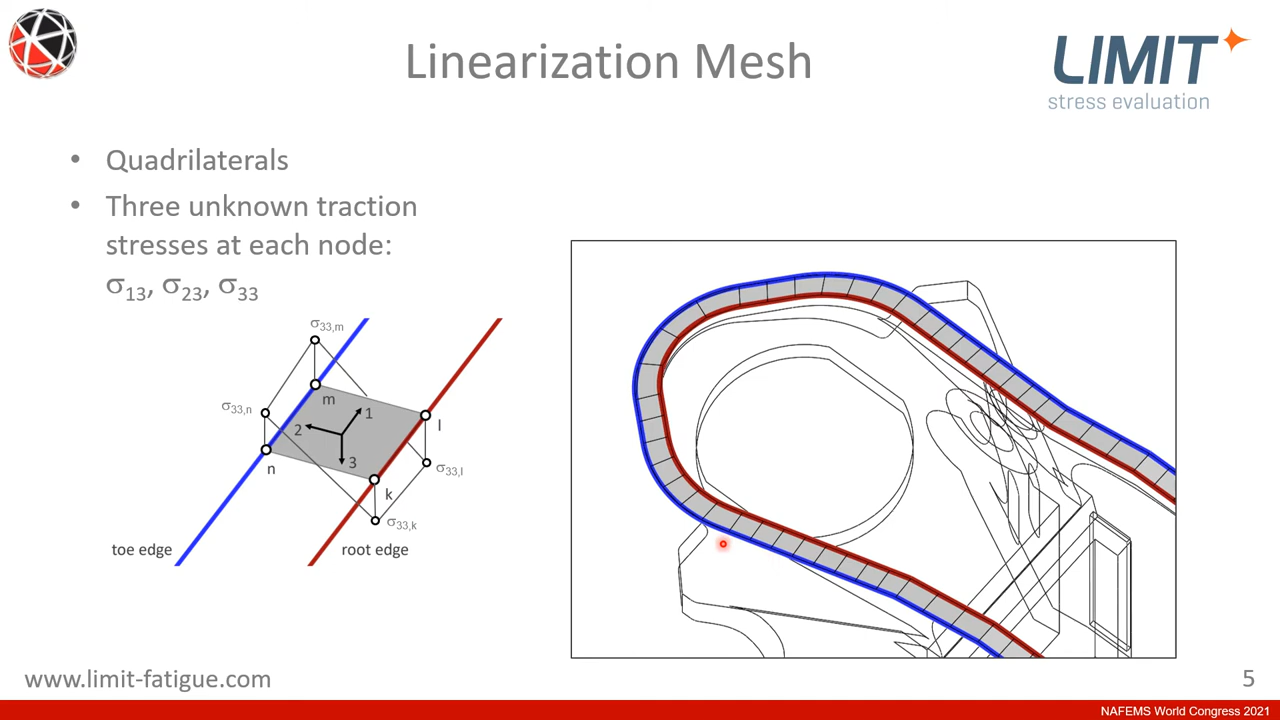 Linearization Mesh
LIMIT
stress evaluation
• Quadrilaterals
• Three unknown traction
stresses at each node:
σ13, σ23, σ33
σ33,m
σ33,n
m
1
2
l
3
n
σ33,l
k
σ33,k
toe edge
root edge
www.limit-fatigue.com
5
NAFEMS World Congress 2021